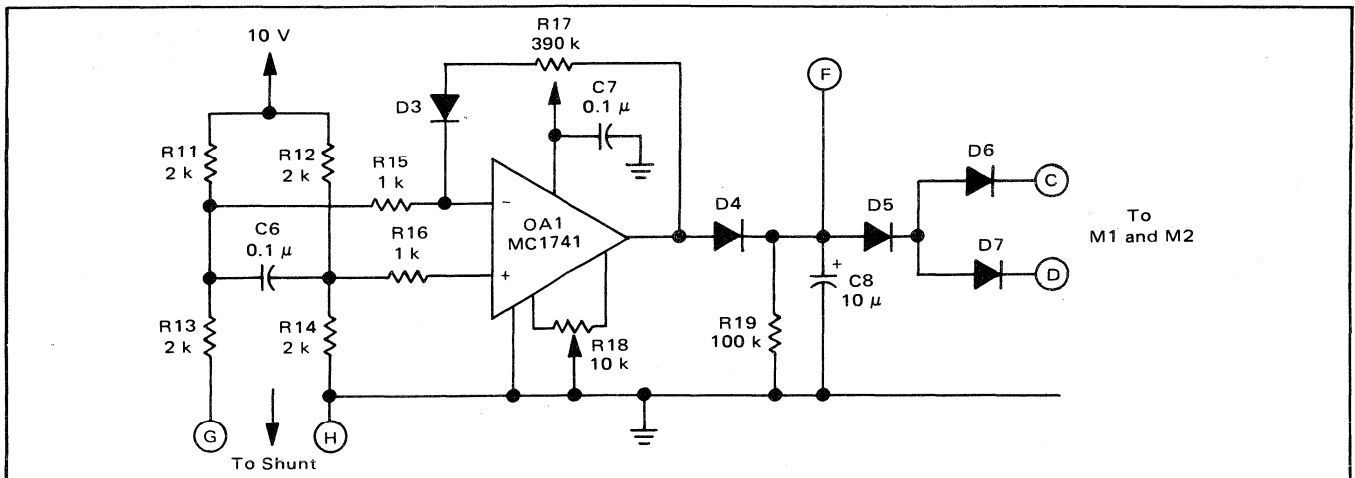 10 V
R17
390 k
C7
0.1 μ
F
D3
R11
2 k
R12
2 k
R15
1 k
D6
C
D4
D5
C6
0.1 μ
R16
1 k
−
OA1
MC1741
+
To
M1 and M2
D7
D
+
C8
10 μ
R13
2 k
R14
2 k
R18
10 k
R19
100 k
G
H
To Shunt